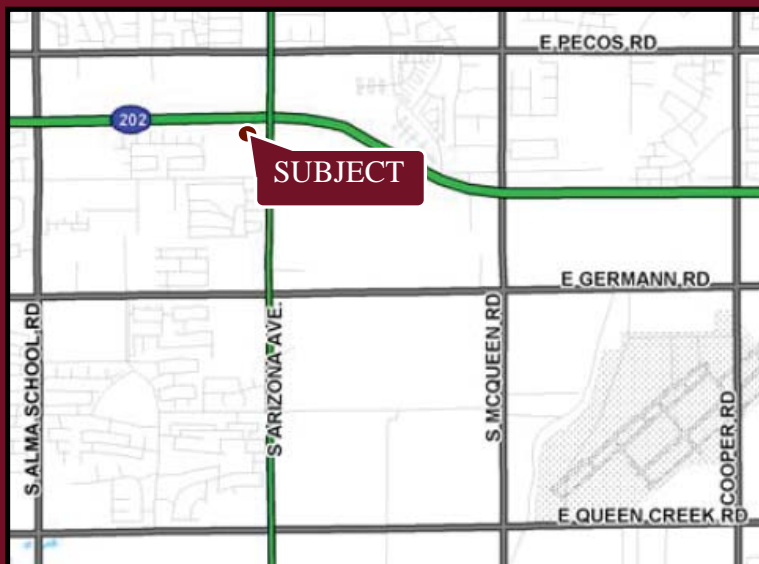 E PECOS RD
202
SUBJECT
E GERMANN RD
S ALMA SCHOOL RD
S ARIZONA AVE.
S MCQUEEN RD
COOPER RD
E QUEEN CREEK RD